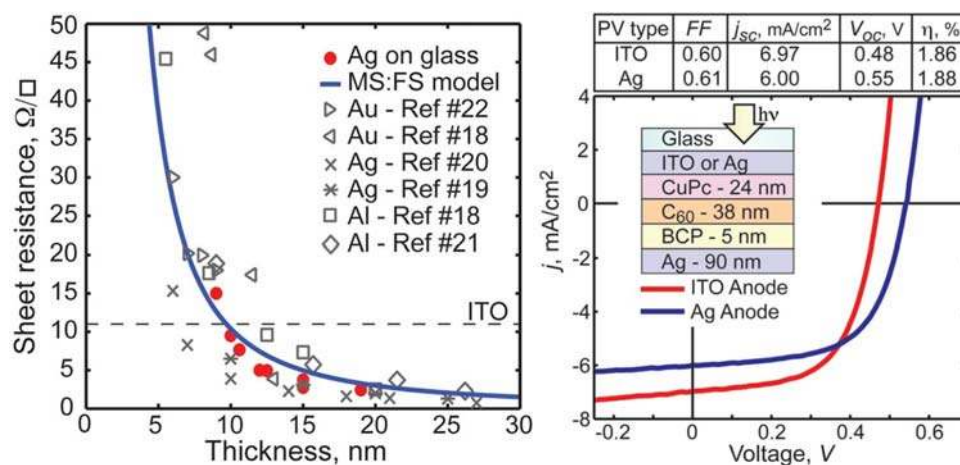 Sheet resistance, Ω/□
50
45
40
35
30
25
20
15
10
5
0
Ag on glass
MS:FS model
Au - Ref #22
Au - Ref #18
Ag - Ref #20
Ag - Ref #19
Al - Ref #18
Al - Ref #21
ITO
0 5 10 15 20 25 30
Thickness, nm
PV type FF jsc, mA/cm² Voc, V η, %
ITO 0.60 6.97 0.48 1.86
Ag 0.61 6.00 0.55 1.88
j, mA/cm²
4
2
0
-2
-4
-6
-8
hν
Glass
ITO or Ag
CuPc - 24 nm
C₆₀ - 38 nm
BCP - 5 nm
Ag - 90 nm
ITO Anode
Ag Anode
-0.2 0 0.2 0.4 0.6
Voltage, V